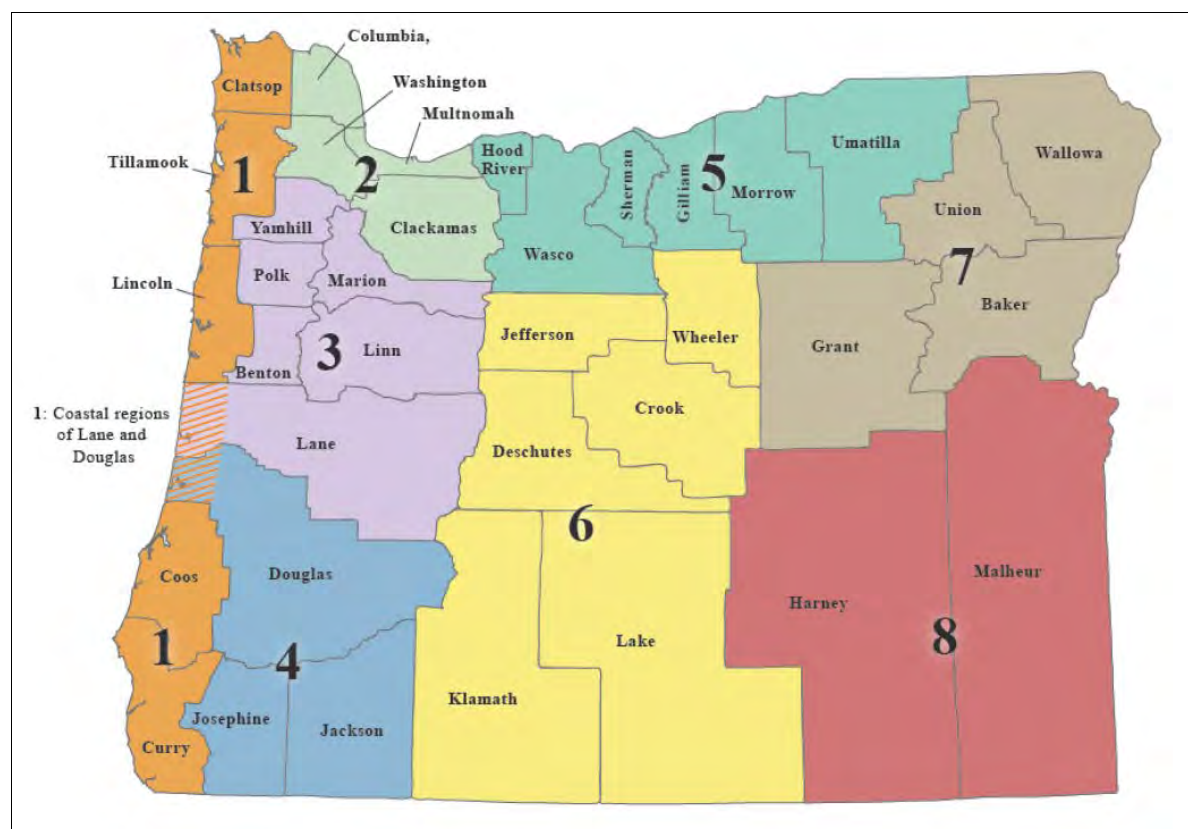 Columbia,
Clatsop
Washington
Multnomah
Tillamook
1
2
Hood
River
Sherman
Gilliam
5
Morrow
Umatilla
Wallowa
Union
Yamhill
Clackamas
Wasco
7
Lincoln
Polk
Marion
Baker
Jefferson
Wheeler
Grant
3
Linn
Benton
1: Coastal regions
of Lane and
Douglas
Lane
Crook
Deschutes
6
Coos
Douglas
Malheur
Harney
1
4
Lake
8
Klamath
Josephine
Jackson
Curry